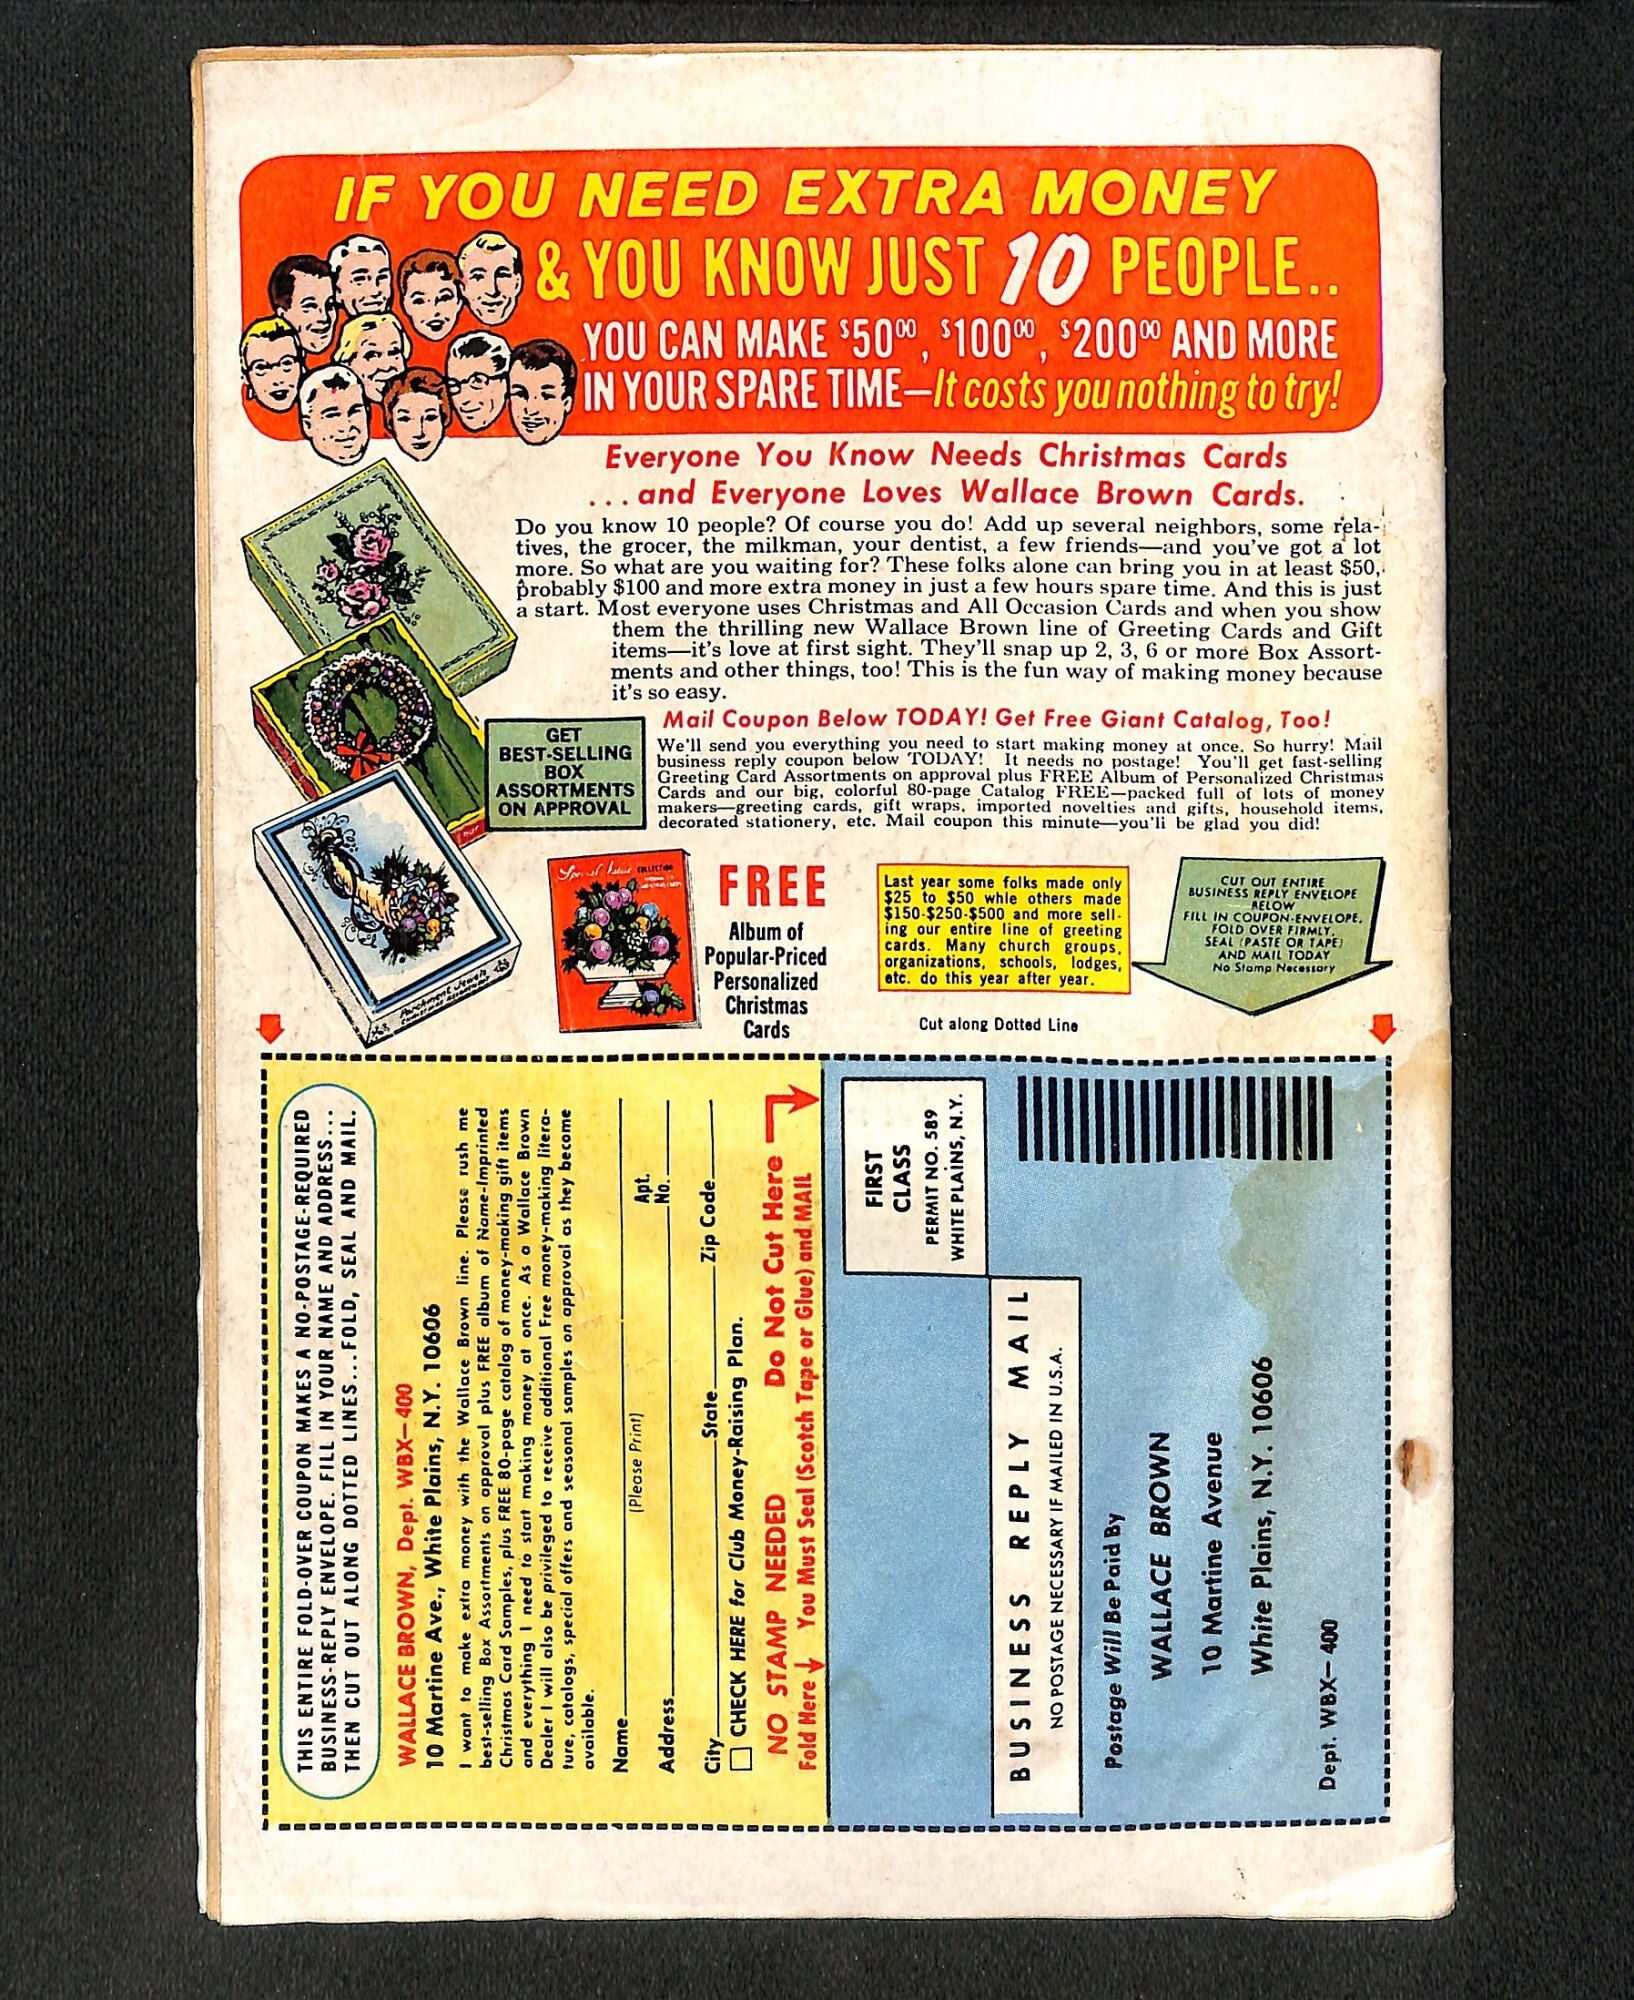 IF YOU NEED EXTRA MONEY
& YOU KNOW JUST 10 PEOPLE..
YOU CAN MAKE $50⁰⁰, $100⁰⁰, $200⁰⁰ AND MORE
IN YOUR SPARE TIME—It costs you nothing to try!
Everyone You Know Needs Christmas Cards
...and Everyone Loves Wallace Brown Cards.
Do you know 10 people? Of course you do! Add up several neighbors, some rela-
tives, the grocer, the milkman, your dentist, a few friends—and you've got a lot
more. So what are you waiting for? These folks alone can bring you in at least $50,
probably $100 and more extra money in just a few hours spare time. And this is just
a start. Most everyone uses Christmas and All Occasion Cards and when you show
them the thrilling new Wallace Brown line of Greeting Cards and Gift
items—it's love at first sight. They'll snap up 2, 3, 6 or more Box Assort-
ments and other things, too! This is the fun way of making money because
it's so easy.
GET
BEST-SELLING
BOX
ASSORTMENTS
ON APPROVAL
Mail Coupon Below TODAY! Get Free Giant Catalog, Too!
We'll send you everything you need to start making money at once. So hurry! Mail
business reply coupon below TODAY! It needs no postage! You'll get fast-selling
Greeting Card Assortments on approval plus FREE Album of Personalized Christmas
Cards and our big, colorful 80-page Catalog FREE—packed full of lots of money
makers—greeting cards, gift wraps, imported novelties and gifts, household items,
decorated stationery, etc. Mail coupon this minute—you'll be glad you did!
Parchment Jewels
COLLECTION
FREE
Album of
Popular-Priced
Personalized
Christmas
Cards
Last year some folks made only
$25 to $50 whle others made
$150-$250-$500 and more sell-
ing our entire line of greeting
cards. Many church groups,
organizations, schools, lodges,
etc. do this year after year.
CUT OUT ENTIRE
BUSINESS REPLY ENVELOPE
BELOW
FILL IN COUPON-ENVELOPE,
FOLD OVER FIRMLY,
SEAL (PASTE OR TAPE)
AND MAIL TODAY
No Stamp Necessary
Cut along Dotted Line
THIS ENTIRE FOLD-OVER COUPON MAKES A NO-POSTAGE-REQUIRED
BUSINESS-REPLY ENVELOPE. FILL IN YOUR NAME AND ADDRESS...
THEN CUT OUT ALONG DOTTED LINES...FOLD, SEAL AND MAIL.
WALLACE BROWN, Dept. WBX—400
10 Martine Ave., White Plains, N.Y. 10606
I want to make extra money with the Wallace Brown line. Please rush me
best-selling Box Assortments on approval plus FREE album of Name-Imprinted
Christmas Card Samples, plus FREE 80-page catalog of money-making gift items
and everything I need to start making money at once. As a Wallace Brown
Dealer I will also be privileged to receive additional Free money-making litera-
ture, catalogs, special offers and seasonal samples on approval as they become
available.
Name
(Please Print)
Address Apt. No.
City State Zip Code
CHECK HERE for Club Money-Raising Plan.
NO STAMP NEEDED Do Not Cut Here
Fold Here You Must Seal (Scotch Tape or Glue) and MAIL
FIRST
CLASS
PERMIT NO. 589
WHITE PLAINS, N.Y.
BUSINESS REPLY MAIL
NO POSTAGE NECESSARY IF MAILED IN U.S.A.
Postage Will Be Paid By
WALLACE BROWN
10 Martine Avenue
White Plains, N.Y. 10606
Dept. WBX— 400